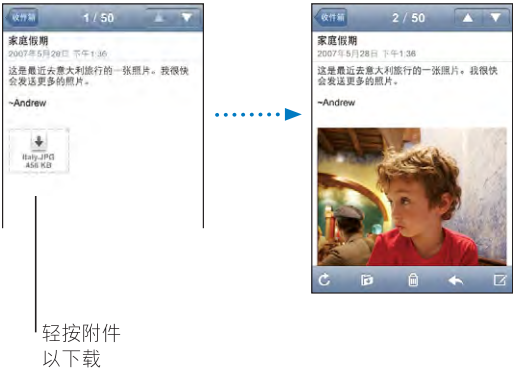 收件箱
1 / 50
家庭假期
2007年5月28日 下午1:36
这是最近去意大利旅行的一张照片。我很快
会发送更多的照片。
~Andrew
Italy.JPG
456 KB
轻按附件
以下载
收件箱
2 / 50
家庭假期
2007年5月28日 下午1:36
这是最近去意大利旅行的一张照片。我很快
会发送更多的照片。
~Andrew